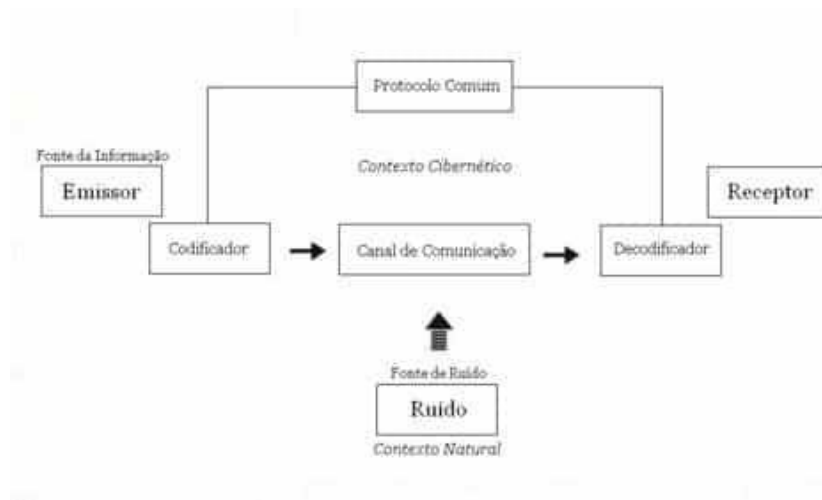 Protocolo Comum
Contexto Cibernético
Fonte da Informação
Emissor
Receptor
Codificador
Canal de Comunicação
Decodificador
Fonte de Ruído
Ruído
Contexto Natural